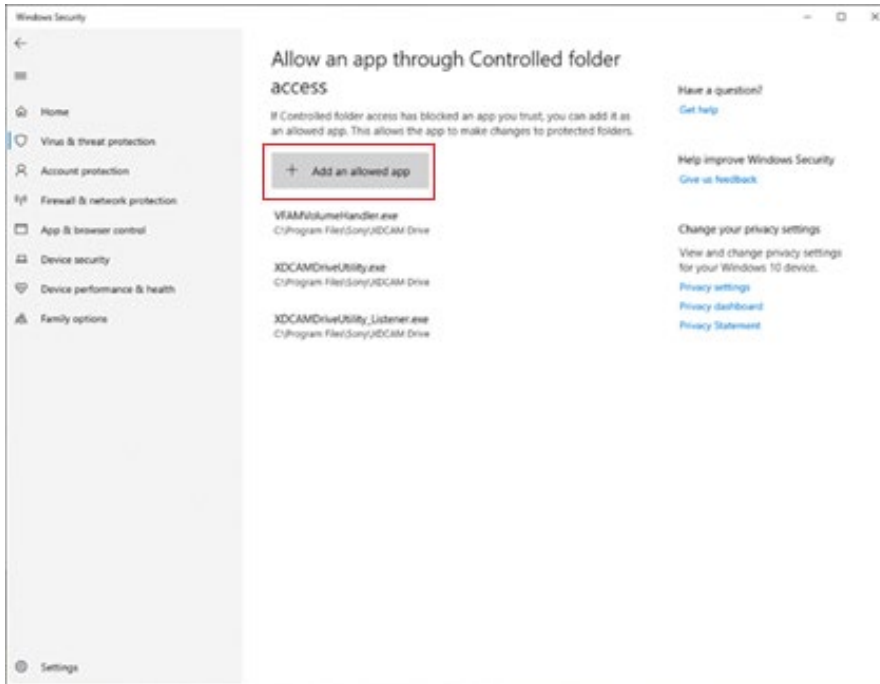 Windows Security
Home
Virus & threat protection
Account protection
Firewall & network protection
App & browser control
Device security
Device performance & health
Family options
Settings
Allow an app through Controlled folder
access
If Controlled folder access has blocked an app you trust, you can add it as
an allowed app. This allows the app to make changes to protected folders.
+ Add an allowed app
VFAMVolumeHandler.exe
C:\Program Files\Sony\XDCAM Drive
XDCAMDriveUtility.exe
C:\Program Files\Sony\XDCAM Drive
XDCAMDriveUtility_Listener.exe
C:\Program Files\Sony\XDCAM Drive
Have a question?
Get help
Help improve Windows Security
Give us feedback
Change your privacy settings
View and change privacy settings
for your Windows 10 device.
Privacy settings
Privacy dashboard
Privacy Statement